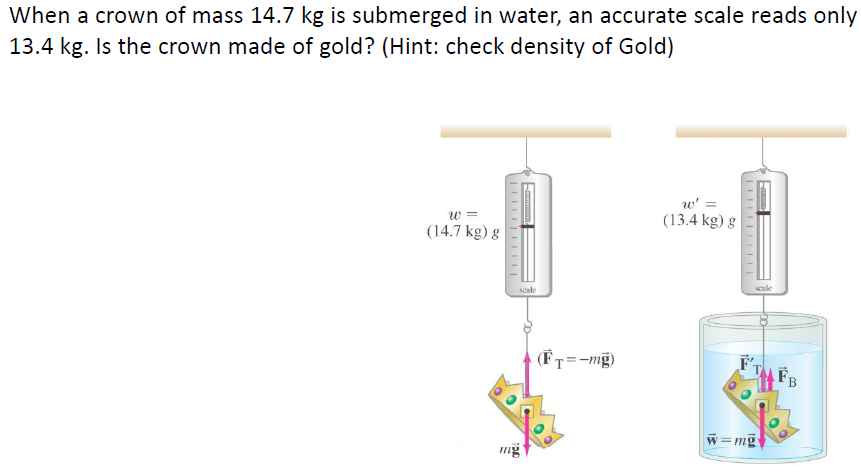 When a crown of mass 14.7 kg is submerged in water, an accurate scale reads only
13.4 kg. Is the crown made of gold? (Hint: check density of Gold)
w =
(14.7 kg) g
scale
(F⃗T = −mg⃗)
mg⃗
w′ =
(13.4 kg) g
scale
F⃗′T
F⃗B
w⃗ = mg⃗